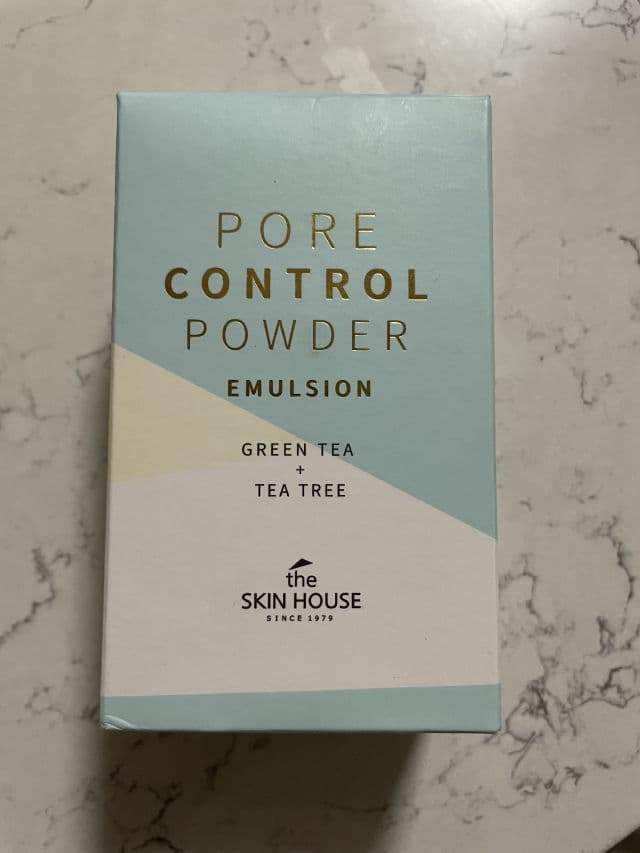 PORE
CONTROL
POWDER
EMULSION
GREEN TEA
+
TEA TREE
the
SKIN HOUSE
SINCE 1979